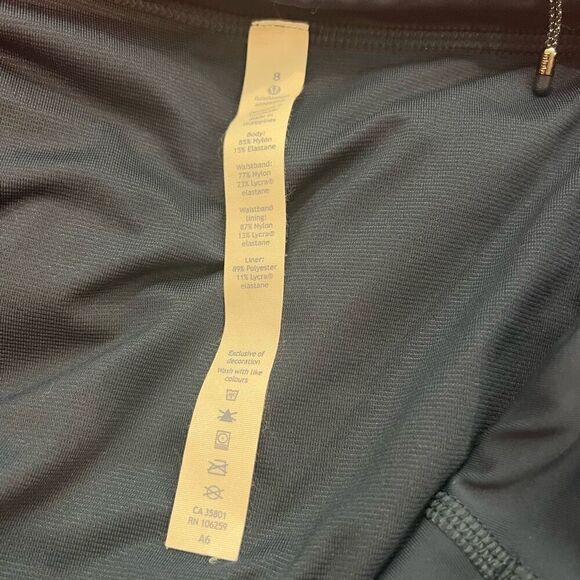 8
lululemon
Body:
85% Nylon
15% Elastane
Waistband:
77% Nylon
23% Lycra®
elastane
Waistband
lining:
87% Nylon
13% Lycra®
elastane
Liner:
89% Polyester
11% Lycra®
elastane
Exclusive of
decoration
Wash with like
colours
CA 35801
RN 106259
A6